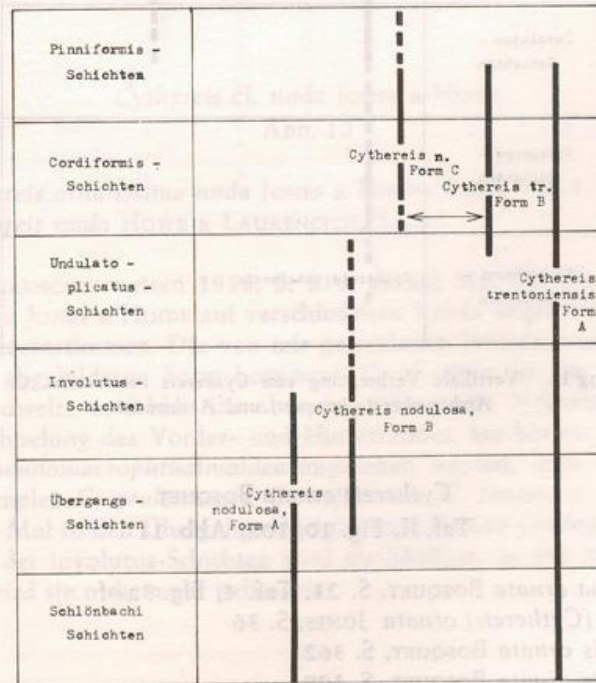 Pinniformis -
Schichten
Cordiformis -
Schichten
Cythereis n.
Form C
Cythereis tr.
Form B
Undulato -
plicatus -
Schichten
Cythereis
trentoniensis
Form
A
Involutus -
Schichten
Cythereis nodulosa,
Form B
Übergangs -
Schichten
Cythereis
nodulosa,
Form A
Schlönbachi
Schichten